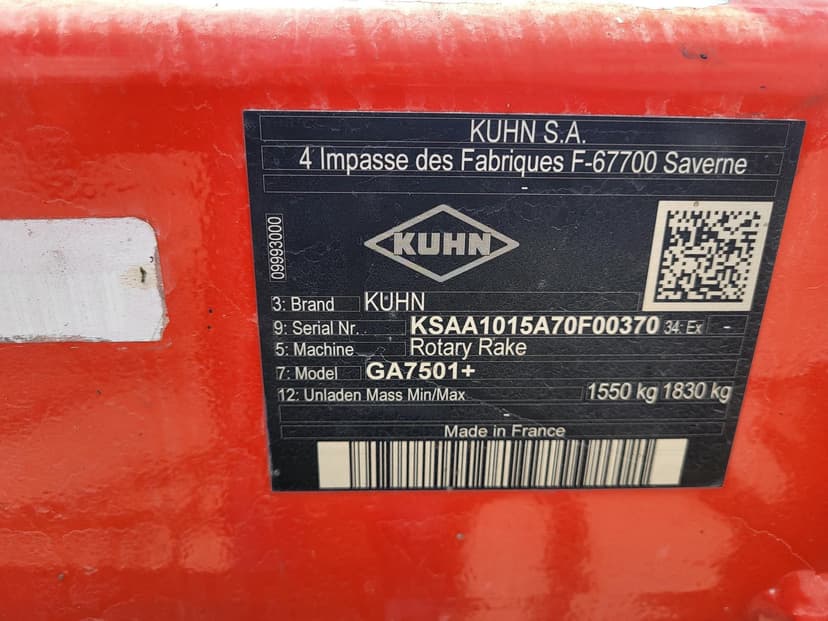 KUHN S.A.
4 Impasse des Fabriques F-67700 Saverne
-
09993000
KUHN
3: Brand KUHN
9: Serial Nr. KSAA1015A70F00370 34: Ex -
5: Machine Rotary Rake
7: Model GA7501+
12: Unladen Mass Min/Max 1550 kg 1830 kg
-
Made in France